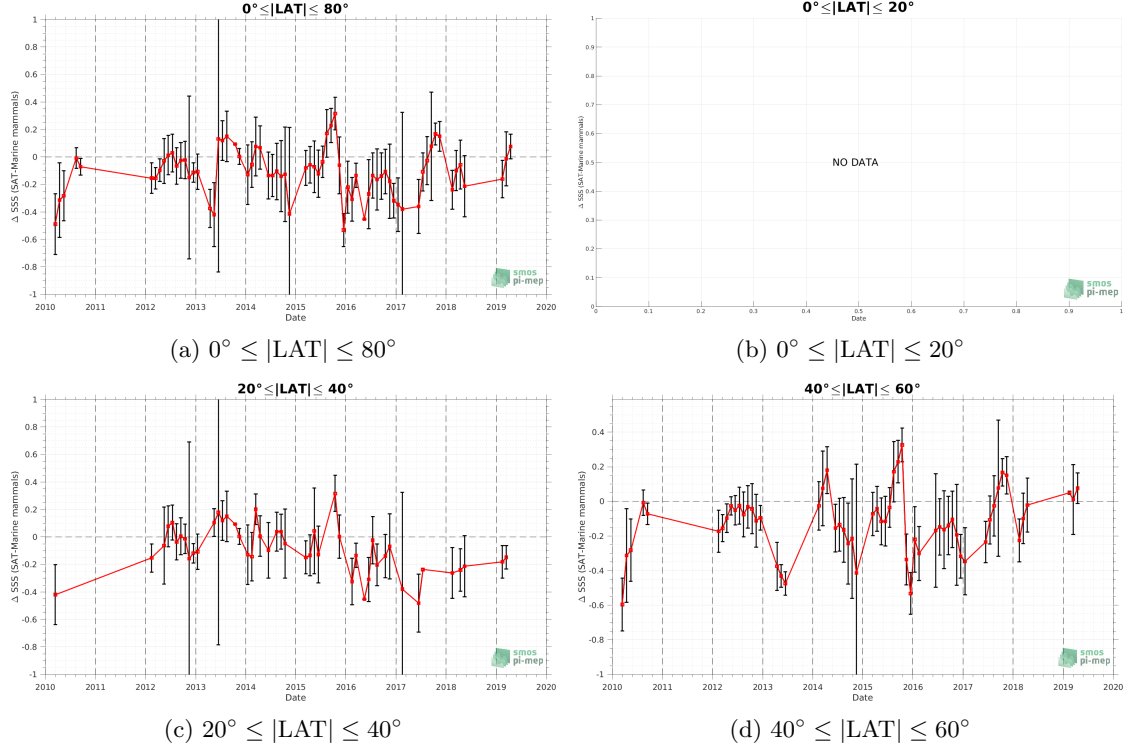 0°≤|LAT|≤ 80°
1
0.8
0.6
0.4
0.2
0
-0.2
-0.4
-0.6
-0.8
-1
Δ SSS (SAT-Marine mammals)
2010 2011 2012 2013 2014 2015 2016 2017 2018 2019 2020
Date
smos
pi-mep
(a) 0° ≤ |LAT| ≤ 80°
0°≤|LAT|≤ 20°
1
0.9
0.8
0.7
0.6
0.5
0.4
0.3
0.2
0.1
0
Δ SSS (SAT-Marine mammals)
NO DATA
0 0.1 0.2 0.3 0.4 0.5 0.6 0.7 0.8 0.9 1
Date
smos
pi-mep
(b) 0° ≤ |LAT| ≤ 20°
20°≤|LAT|≤ 40°
0.8
0.6
0.4
0.2
0
-0.2
-0.4
-0.6
-0.8
-1
Δ SSS (SAT-Marine mammals)
2010 2011 2012 2013 2014 2015 2016 2017 2018 2019 2020
Date
smos
pi-mep
(c) 20° ≤ |LAT| ≤ 40°
40°≤|LAT|≤ 60°
0.4
0.2
0
-0.2
-0.4
-0.6
-0.8
-1
Δ SSS (SAT-Marine mammals)
2010 2011 2012 2013 2014 2015 2016 2017 2018 2019 2020
Date
smos
pi-mep
(d) 40° ≤ |LAT| ≤ 60°